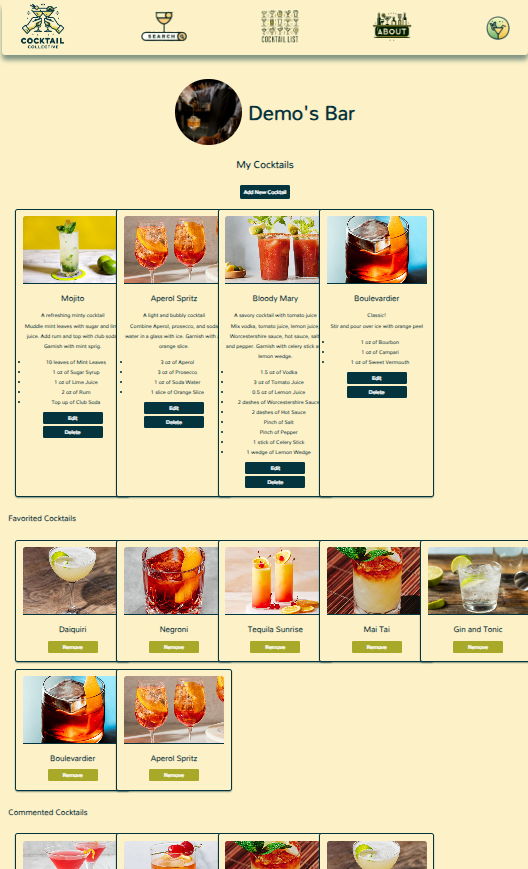 COCKTAIL
COLLECTIVE
SEARCH
COCKTAIL LIST
ABOUT
Demo's Bar
My Cocktails
Add New Cocktail
Mojito
A refreshing minty cocktail
Muddle mint leaves with sugar and lim
juice. Add rum and top with club soda
Garnish with mint sprig.
10 leaves of Mint Leaves
1 oz of Sugar Syrup
1 oz of Lime Juice
2 oz of Rum
Top up of Club Soda
Edit
Delete
Aperol Spritz
A light and bubbly cocktail
Combine Aperol, prosecco, and soda
water in a glass with ice. Garnish with
orange slice.
3 oz of Aperol
3 oz of Prosecco
1 oz of Soda Water
1 slice of Orange Slice
Edit
Delete
Bloody Mary
A savory cocktail with tomato juice
Mix vodka, tomato juice, lemon juice,
Worcestershire sauce, hot sauce, salt
and pepper. Garnish with celery stick a
lemon wedge.
1.5 oz of Vodka
3 oz of Tomato Juice
0.5 oz of Lemon Juice
2 dashes of Worcestershire Sauce
2 dashes of Hot Sauce
Pinch of Salt
Pinch of Pepper
1 stick of Celery Stick
1 wedge of Lemon Wedge
Edit
Delete
Boulevardier
Classic!
Stir and pour over ice with orange peel
1 oz of Bourbon
1 oz of Campari
1 oz of Sweet Vermouth
Edit
Delete
Favorited Cocktails
Daiquiri
Remove
Negroni
Remove
Tequila Sunrise
Remove
Mai Tai
Remove
Gin and Tonic
Remove
Boulevardier
Remove
Aperol Spritz
Remove
Commented Cocktails